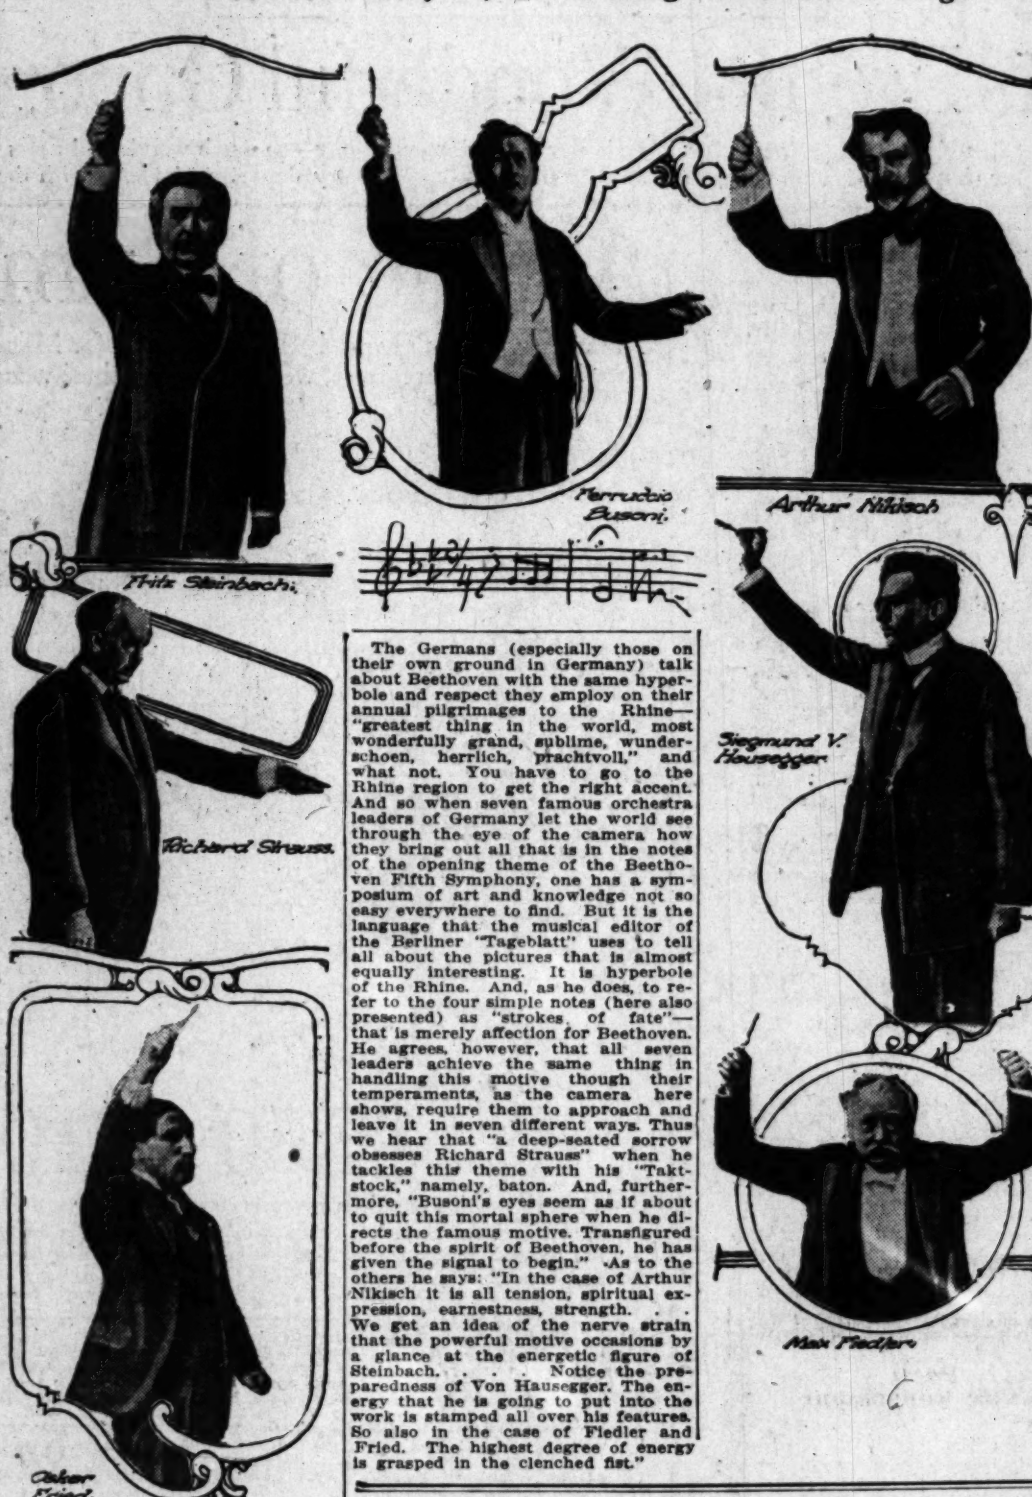 Fritz Steinbach.
Ferruccio
Busoni.
Arthur Nikisch
Siegmund V.
Hausegger
Richard Strauss.
Max Fiedler.
Oskar
Fried
The Germans (especially those on
their own ground in Germany) talk
about Beethoven with the same hyper-
bole and respect they employ on their
annual pilgrimages to the Rhine—
"greatest thing in the world, most
wonderfully grand, sublime, wunder-
schoen, herrlich, prachtvoll," and
what not. You have to go to the
Rhine region to get the right accent.
And so when seven famous orchestra
leaders of Germany let the world see
through the eye of the camera how
they bring out all that is in the notes
of the opening theme of the Beetho-
ven Fifth Symphony, one has a sym-
posium of art and knowledge not so
easy everywhere to find. But it is the
language that the musical editor of
the Berliner "Tageblatt" uses to tell
all about the pictures that is almost
equally interesting. It is hyperbole
of the Rhine. And, as he does, to re-
fer to the four simple notes (here also
presented) as "strokes of fate"—
that is merely affection for Beethoven.
He agrees, however, that all seven
leaders achieve the same thing in
handling this motive though their
temperaments, as the camera here
shows, require them to approach and
leave it in seven different ways. Thus
we hear that "a deep-seated sorrow
obsesses Richard Strauss" when he
tackles this theme with his "Takt-
stock," namely, baton. And, further-
more, "Busoni's eyes seem as if about
to quit this mortal sphere when he di-
rects the famous motive. Transfigured
before the spirit of Beethoven, he has
given the signal to begin." As to the
others he says: "In the case of Arthur
Nikisch it is all tension, spiritual ex-
pression, earnestness, strength. . .
We get an idea of the nerve strain
that the powerful motive occasions by
a glance at the energetic figure of
Steinbach. . . . Notice the pre-
paredness of Von Hausegger. The en-
ergy that he is going to put into the
work is stamped all over his features.
So also in the case of Fiedler and
Fried. The highest degree of energy
is grasped in the clenched fist."
6